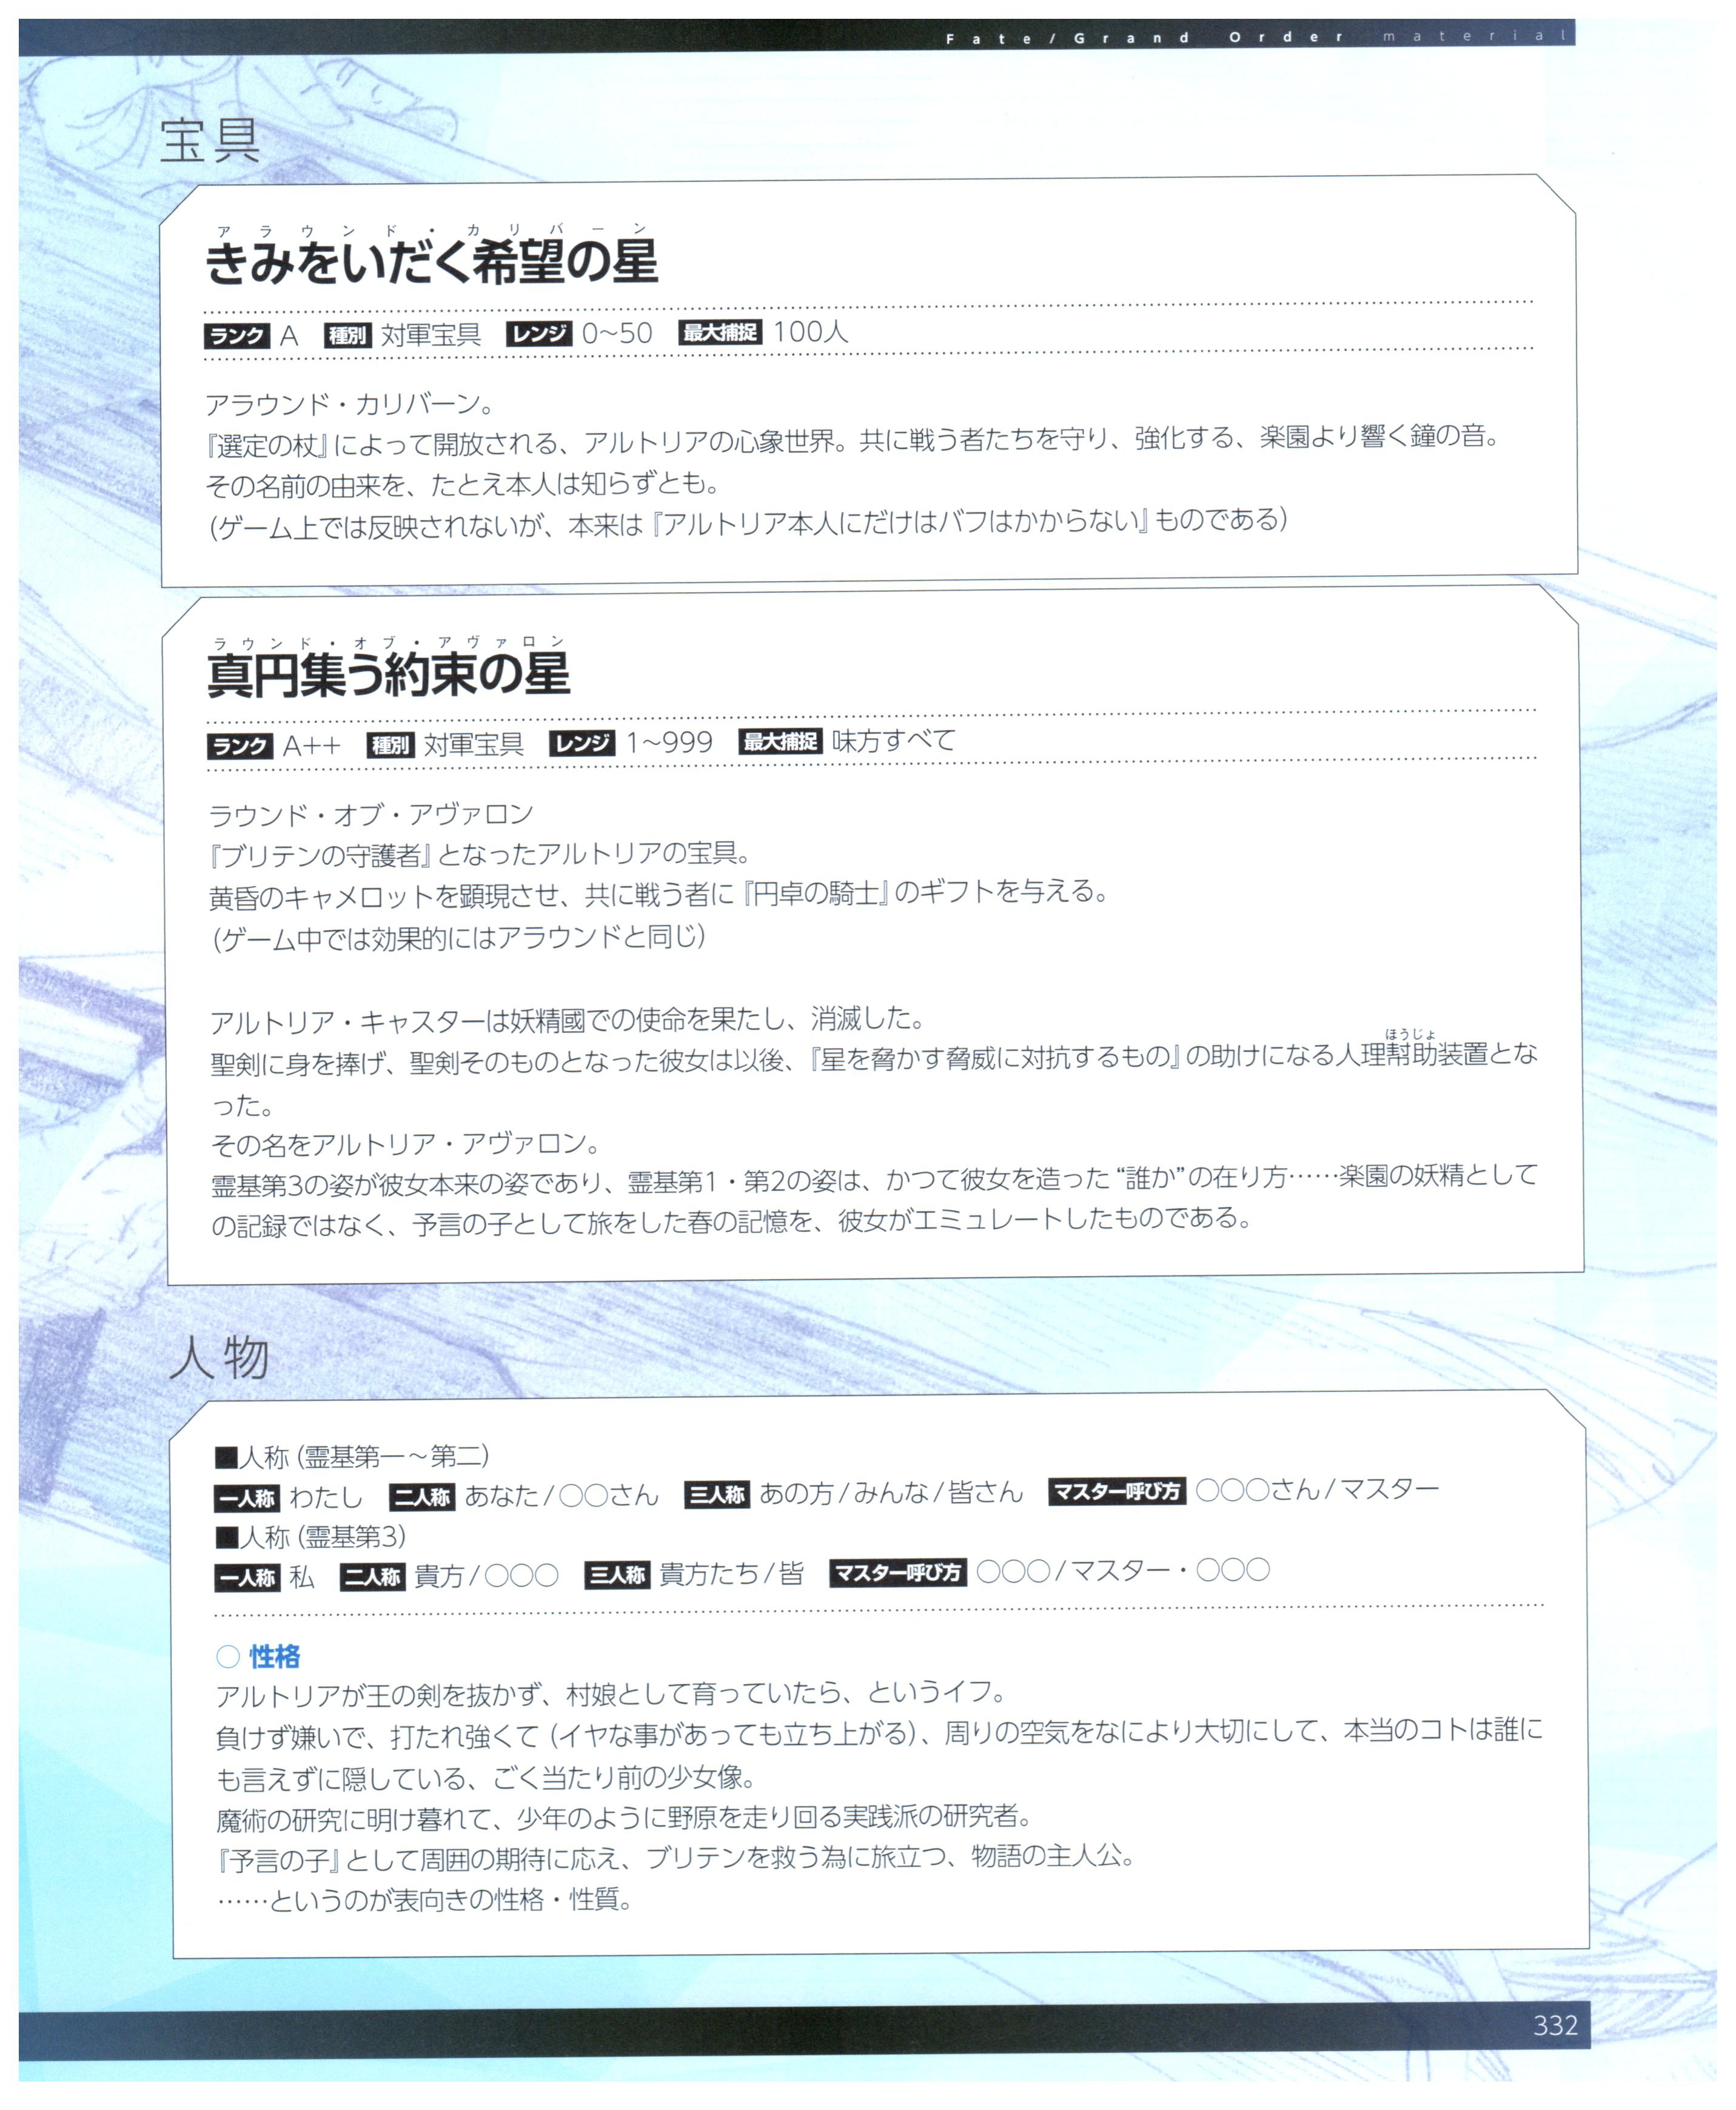 Fate/Grand Order material
宝具
アラウンド・カリバーン
きみをいだく希望の星
ランク A 種別 対軍宝具 レンジ 0~50 最大捕捉 100人
アラウンド・カリバーン。
『選定の杖』によって開放される、アルトリアの心象世界。共に戦う者たちを守り、強化する、楽園より響く鐘の音。
その名前の由来を、たとえ本人は知らずとも。
(ゲーム上では反映されないが、本来は『アルトリア本人にだけはバフはかからない』ものである)
ラウンド・オブ・アヴァロン
真円集う約束の星
ランク A++ 種別 対軍宝具 レンジ 1~999 最大捕捉 味方すべて
ラウンド・オブ・アヴァロン
『ブリテンの守護者』となったアルトリアの宝具。
黄昏のキャメロットを顕現させ、共に戦う者に『円卓の騎士』のギフトを与える。
(ゲーム中では効果的にはアラウンドと同じ)
アルトリア・キャスターは妖精國での使命を果たし、消滅した。
ほうじょ
聖剣に身を捧げ、聖剣そのものとなった彼女は以後、『星を脅かす脅威に対抗するもの』の助けになる人理幇助装置とな
った。
その名をアルトリア・アヴァロン。
霊基第3の姿が彼女本来の姿であり、霊基第1・第2の姿は、かつて彼女を造った“誰か”の在り方……楽園の妖精として
の記録ではなく、予言の子として旅をした春の記憶を、彼女がエミュレートしたものである。
人物
■人称(霊基第一~第二)
一人称 わたし 二人称 あなた/○○さん 三人称 あの方/みんな/皆さん マスター呼び方 ○○○さん/マスター
■人称(霊基第3)
一人称 私 二人称 貴方/○○○ 三人称 貴方たち/皆 マスター呼び方 ○○○/マスター・○○○
○ 性格
アルトリアが王の剣を抜かず、村娘として育っていたら、というイフ。
負けず嫌いで、打たれ強くて(イヤな事があっても立ち上がる)、周りの空気をなにより大切にして、本当のコトは誰に
も言えずに隠している、ごく当たり前の少女像。
魔術の研究に明け暮れて、少年のように野原を走り回る実践派の研究者。
『予言の子』として周囲の期待に応え、ブリテンを救う為に旅立つ、物語の主人公。
……というのが表向きの性格・性質。
332